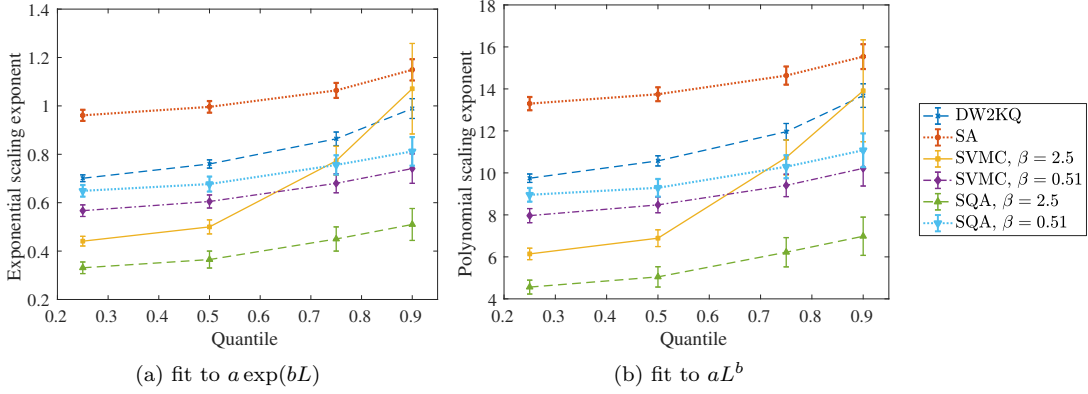 1.4
1.2
1
0.8
0.6
0.4
0.2
Exponential scaling exponent
0.2 0.3 0.4 0.5 0.6 0.7 0.8 0.9
Quantile
(a) fit to a exp(bL)
18
16
14
12
10
8
6
4
Polynomial scaling exponent
0.2 0.3 0.4 0.5 0.6 0.7 0.8 0.9
Quantile
(b) fit to aL^b
DW2KQ
SA
SVMC, β = 2.5
SVMC, β = 0.51
SQA, β = 2.5
SQA, β = 0.51